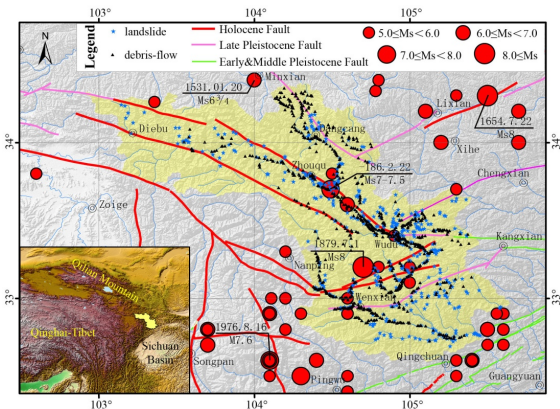 103° 104° 105°
Legend
landslide
debris-flow
Holocene Fault
Late Pleistocene Fault
Early&Middle Pleistocene Fault
5.0≤Ms<6.0
6.0≤Ms<7.0
7.0≤Ms<8.0
8.0≤Ms
N
Minxian
1531.01.20
Ms6¾
Lixian
1654.7.22
Ms8
Diebu
Dangcang
34° 34°
Xihe
Zhouqu
186.2.22
Ms7-7.5
Chengxian
Zoige
Kangxian
1879.7.1
Ms8
Wudu
Nanping
Qilian Mountain
33° 33°
Wenxian
Qinghai-Tibet
1976.8.16
M7.6
Sichuan
Basin
Songpan
Qingchuan
Pingwu
Guangyuan
103° 104° 105°